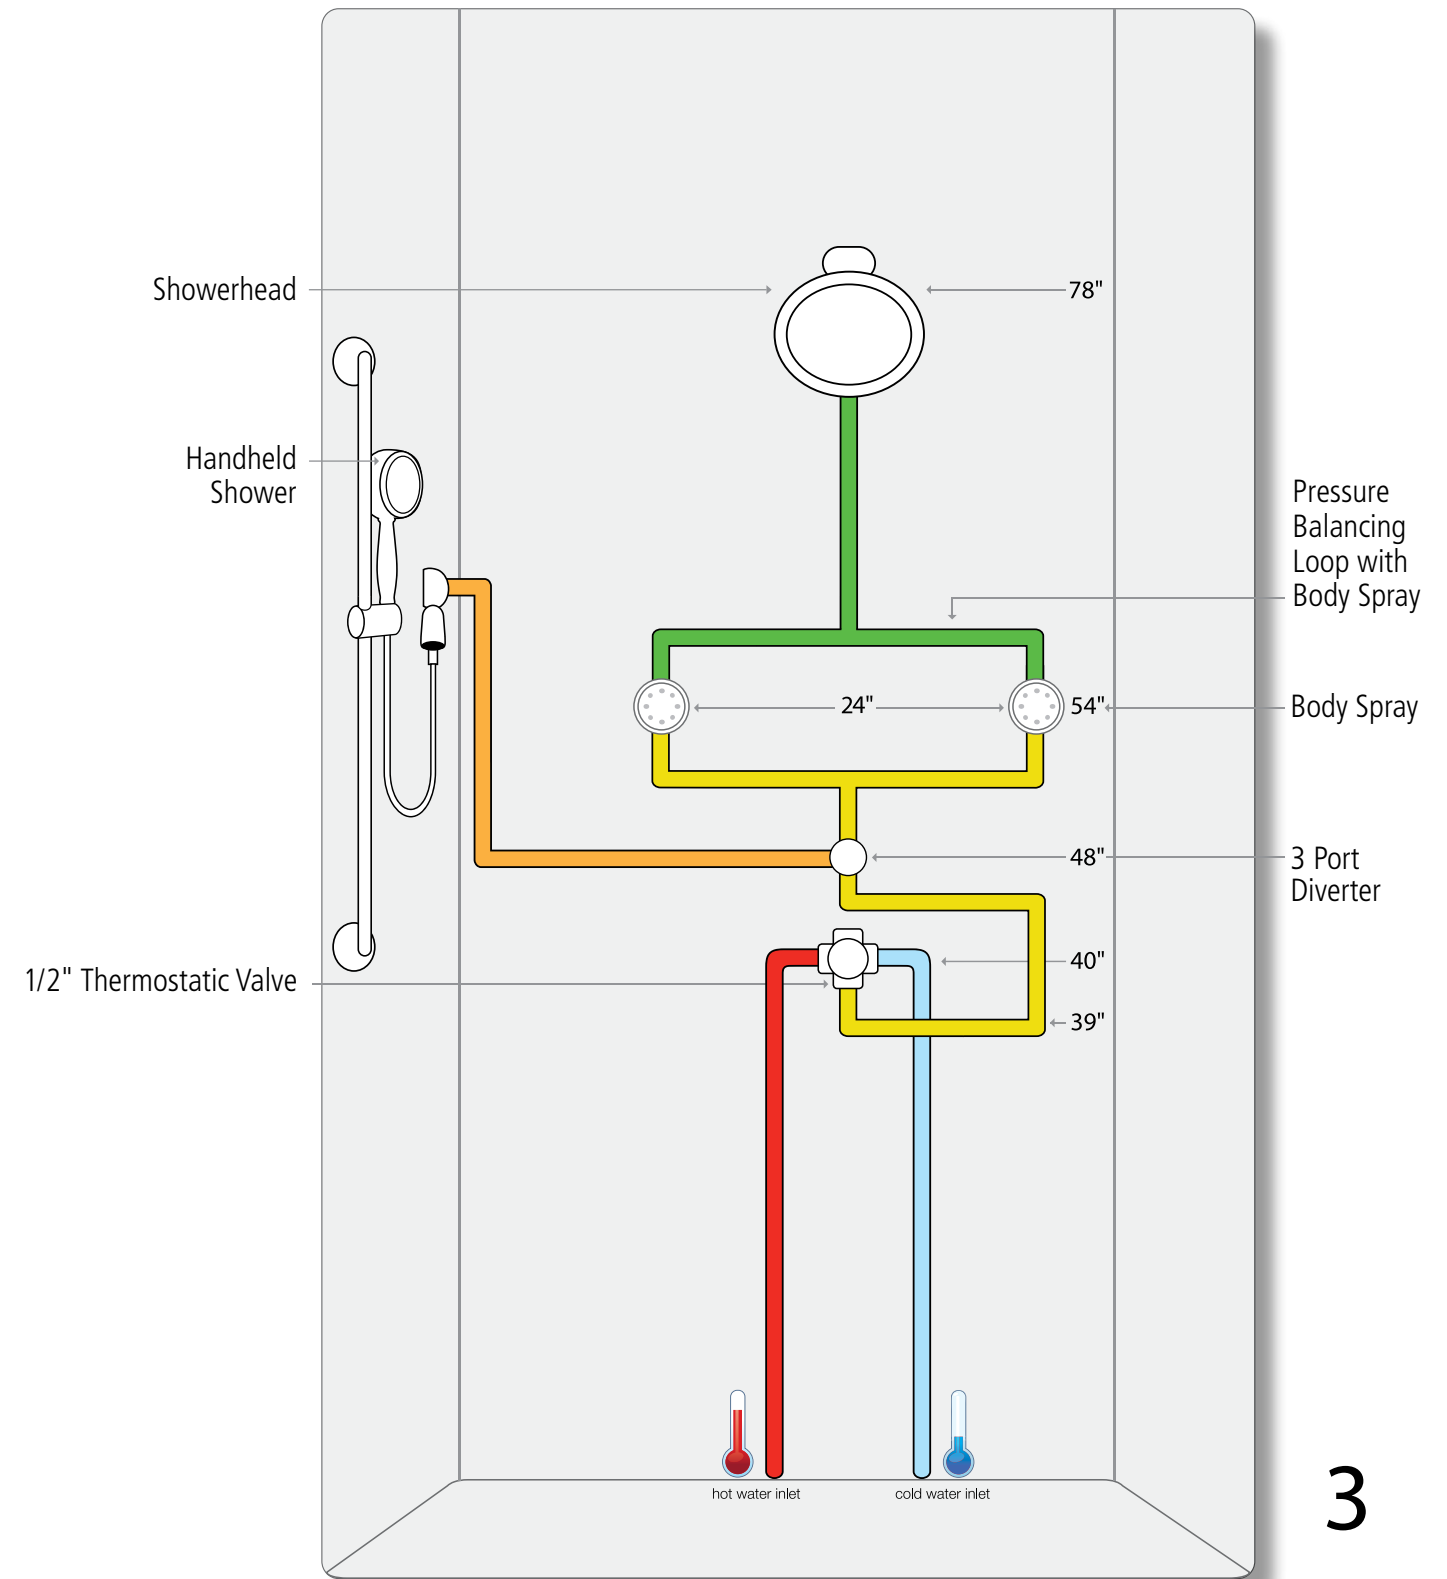 Showerhead
78"
Handheld
Shower
Pressure
Balancing
Loop with
Body Spray
24"
54"
Body Spray
48"
3 Port
Diverter
40"
1/2" Thermostatic Valve
39"
hot water inlet
cold water inlet
3